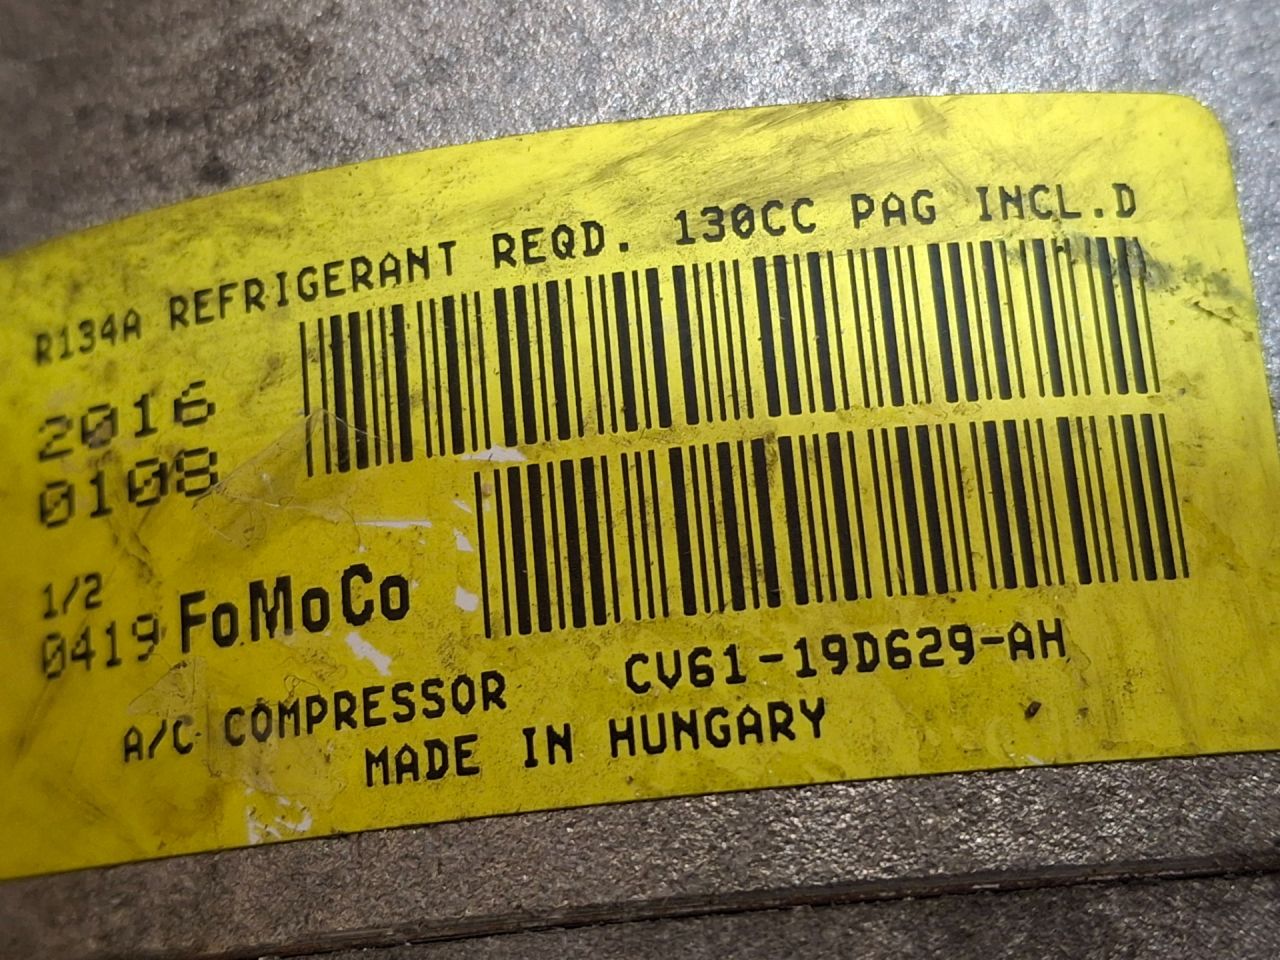 R134A REFRIGERANT REQD. 130CC PAG INCL.D
2016
0108
1/2
0419 FoMoCo
A/C COMPRESSOR CV61-19D629-AH
MADE IN HUNGARY